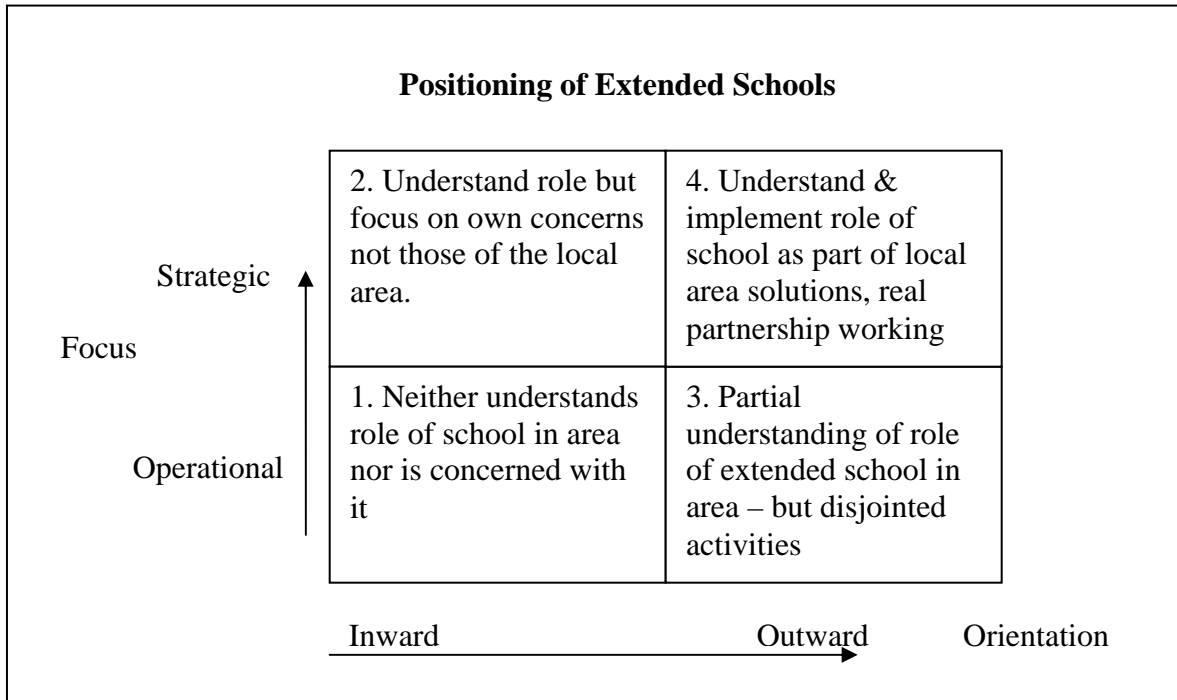 Positioning of Extended Schools
2. Understand role but
focus on own concerns
not those of the local
area.
4. Understand &
implement role of
school as part of local
area solutions, real
partnership working
Strategic
Focus
Operational
1. Neither understands
role of school in area
nor is concerned with
it
3. Partial
understanding of role
of extended school in
area – but disjointed
activities
Inward
Outward
Orientation